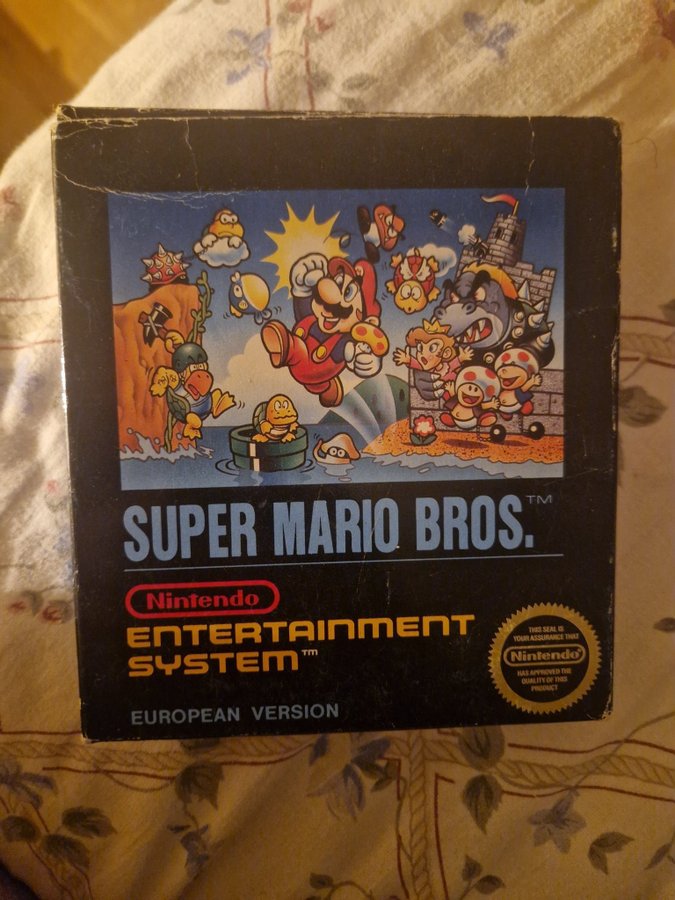 SUPER MARIO BROS.™
Nintendo
ENTERTAINMENT
SYSTEM™
EUROPEAN VERSION
THIS SEAL IS
YOUR ASSURANCE THAT
Nintendo®
HAS APPROVED THE
QUALITY OF THIS
PRODUCT